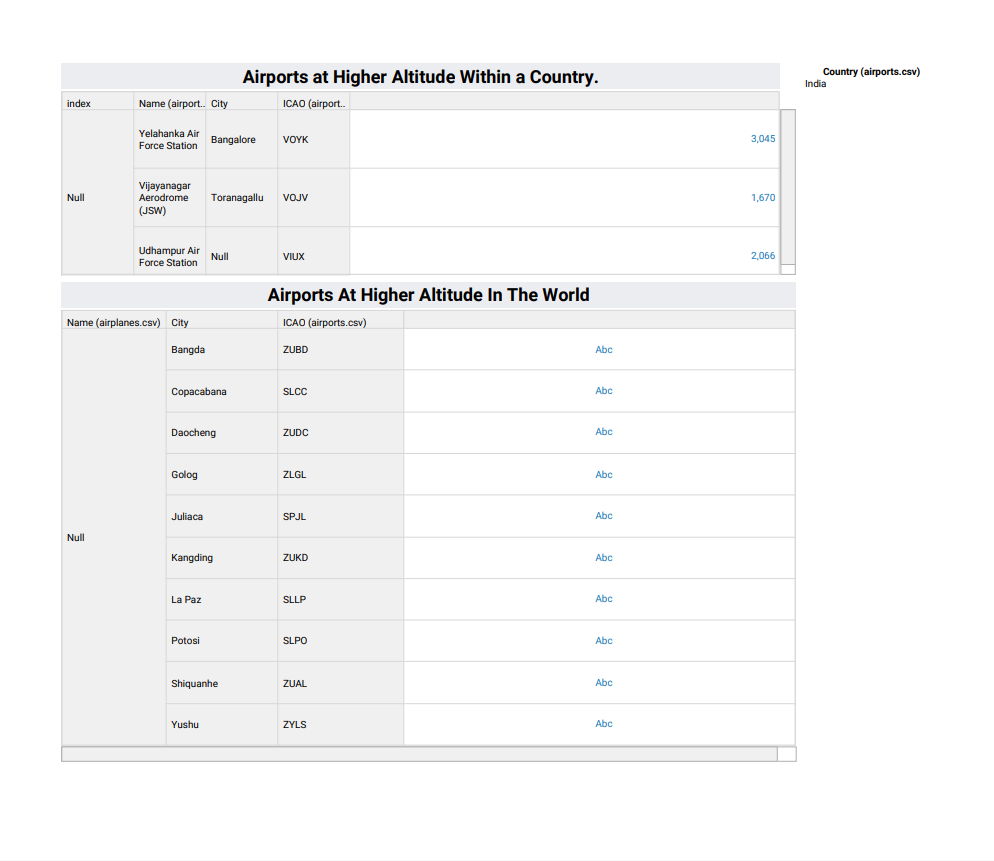 Airports at Higher Altitude Within a Country.
Country (airports.csv)
India
index Name (airport.. City ICAO (airport..
Null
Yelahanka Air
Force Station
Bangalore VOYK 3,045
Vijayanagar
Aerodrome
(JSW)
Toranagallu VOJV 1,670
Udhampur Air
Force Station
Null VIUX 2,066
Airports At Higher Altitude In The World
Name (airplanes.csv) City ICAO (airports.csv)
Null
Bangda ZUBD Abc
Copacabana SLCC Abc
Daocheng ZUDC Abc
Golog ZLGL Abc
Juliaca SPJL Abc
Kangding ZUKD Abc
La Paz SLLP Abc
Potosi SLPO Abc
Shiquanhe ZUAL Abc
Yushu ZYLS Abc